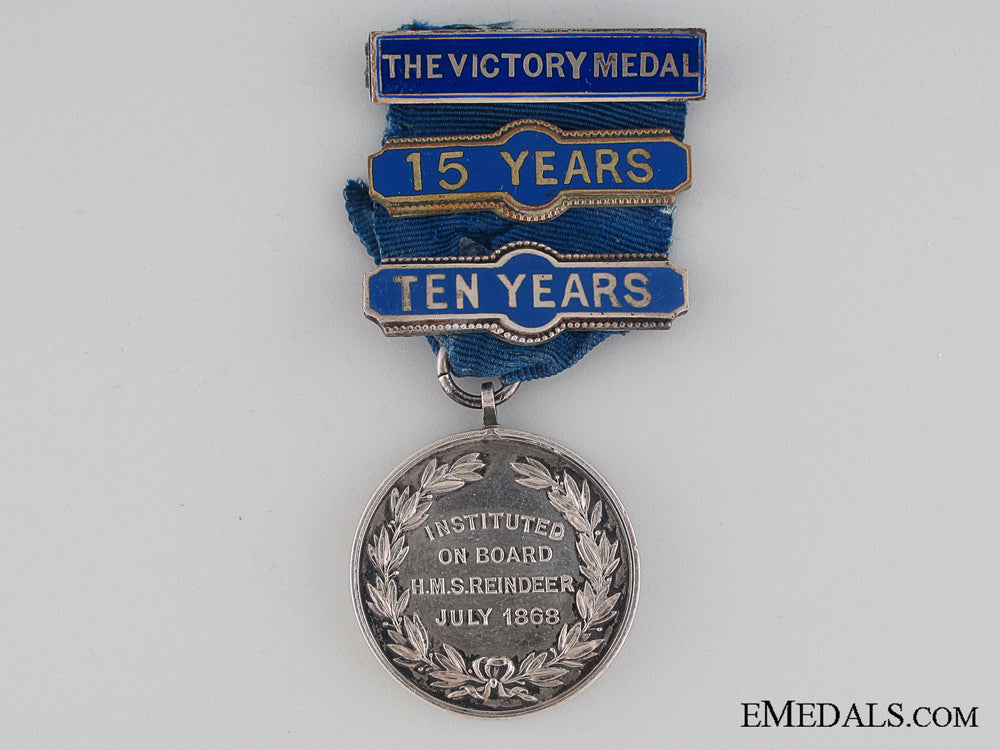 THE VICTORY MEDAL
15 YEARS
TEN YEARS
INSTITUTED
ON BOARD
H.M.S. REINDEER
JULY 1868
EMEDALS.COM